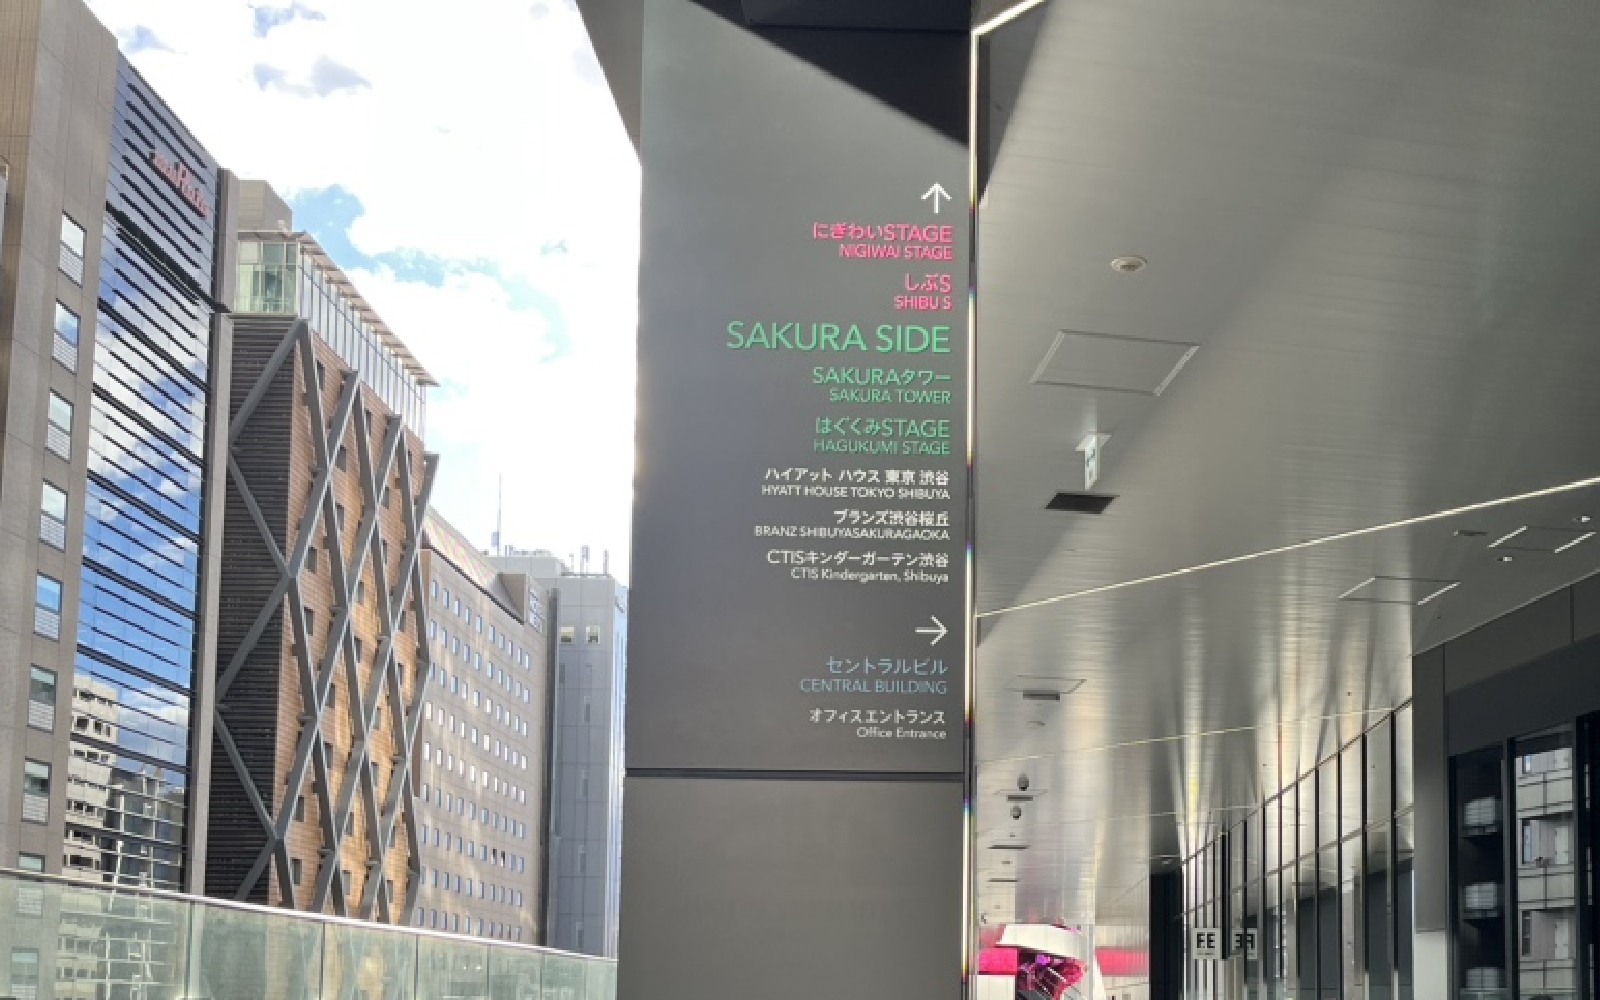 にぎわいSTAGE
NIGIWAI STAGE
しぶS
SHIBU S
SAKURA SIDE
SAKURAタワー
SAKURA TOWER
はぐくみSTAGE
HAGUKUMI STAGE
ハイアット ハウス 東京 渋谷
HYATT HOUSE TOKYO SHIBUYA
ブランズ渋谷桜丘
BRANZ SHIBUYASAKURAGAOKA
CTISキンダーガーテン渋谷
CTIS Kindergarten, Shibuya
セントラルビル
CENTRAL BUILDING
オフィスエントランス
Office Entrance